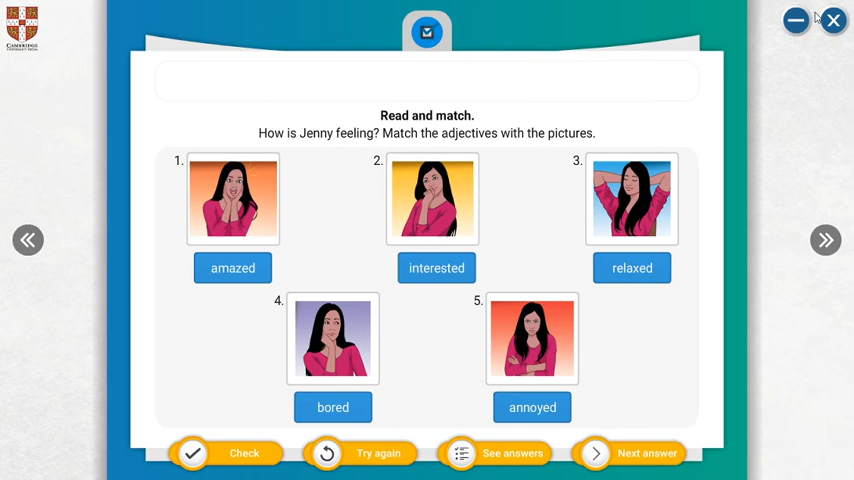 CAMBRIDGE
Read and match.
How is Jenny feeling? Match the adjectives with the pictures.
1.
2.
3.
amazed
interested
relaxed
4.
5.
bored
annoyed
Check
Try again
See answers
Next answer